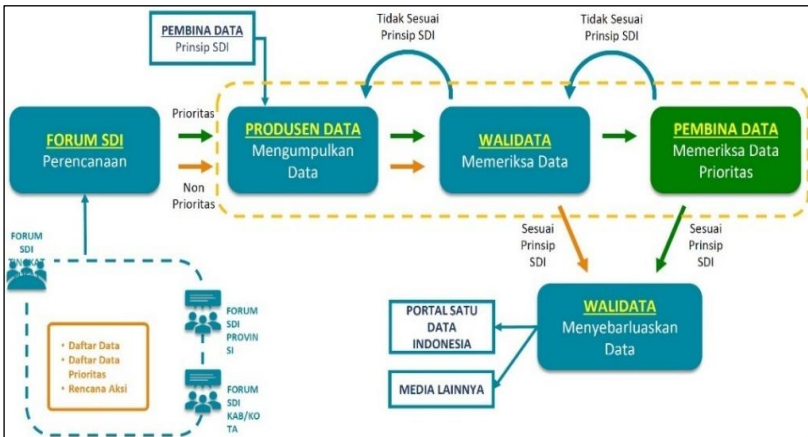 PEMBINA DATA
Prinsip SDI
Tidak Sesuai
Prinsip SDI
Tidak Sesuai
Prinsip SDI
FORUM SDI
Perencanaan
Prioritas
Non
Prioritas
PRODUSEN DATA
Mengumpulkan
Data
WALIDATA
Memeriksa Data
PEMBINA DATA
Memeriksa Data
Prioritas
Sesuai
Prinsip
SDI
Sesuai
Prinsip
SDI
FORUM
SDI
TINGKAT
• Daftar Data
• Daftar Data
Prioritas
• Rencana Aksi
FORUM
SDI
PROVIN
SI
FORUM
SDI
KAB/KO
TA
PORTAL SATU
DATA
INDONESIA
MEDIA LAINNYA
WALIDATA
Menyebarluaskan
Data